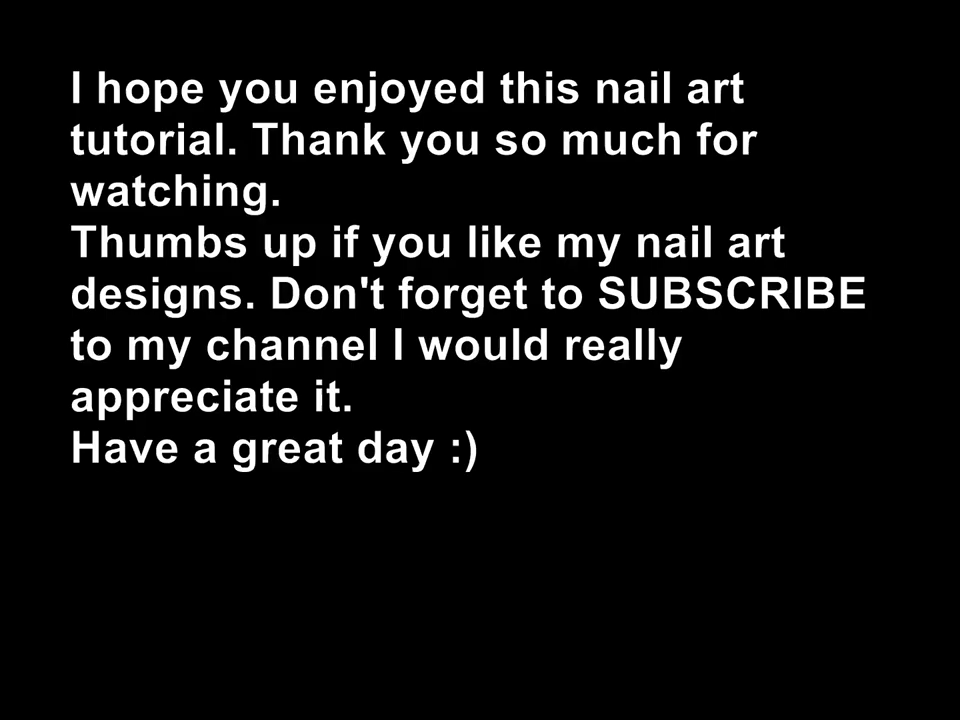 I hope you enjoyed this nail art
tutorial. Thank you so much for
watching.
Thumbs up if you like my nail art
designs. Don't forget to SUBSCRIBE
to my channel I would really
appreciate it.
Have a great day :)